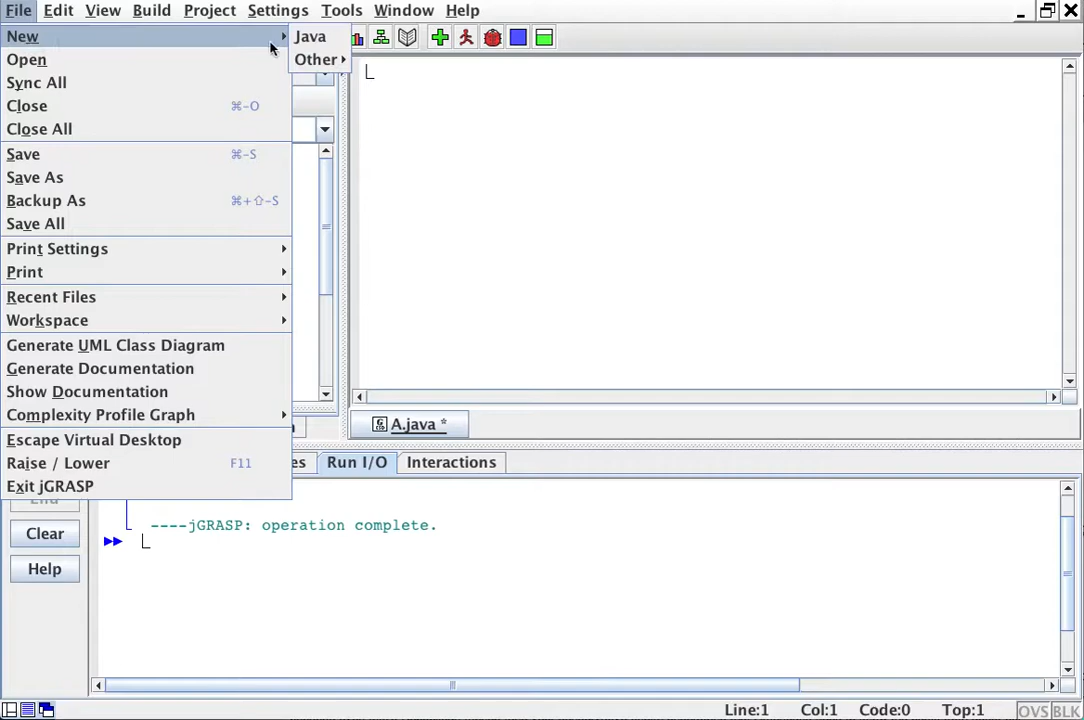 File Edit View Build Project Settings Tools Window Help
New
Java
Open
Other
Sync All
Close ⌘-O
Close All
Save ⌘-S
Save As
Backup As ⌘+⇧-S
Save All
Print Settings
Print
Recent Files
Workspace
Generate UML Class Diagram
Generate Documentation
Show Documentation
Complexity Profile Graph
A.java *
Escape Virtual Desktop
Raise / Lower F11
Exit jGRASP
es Run I/O Interactions
End
----jGRASP: operation complete.
Clear
Help
Line:1 Col:1 Code:0 Top:1 OVS BLK